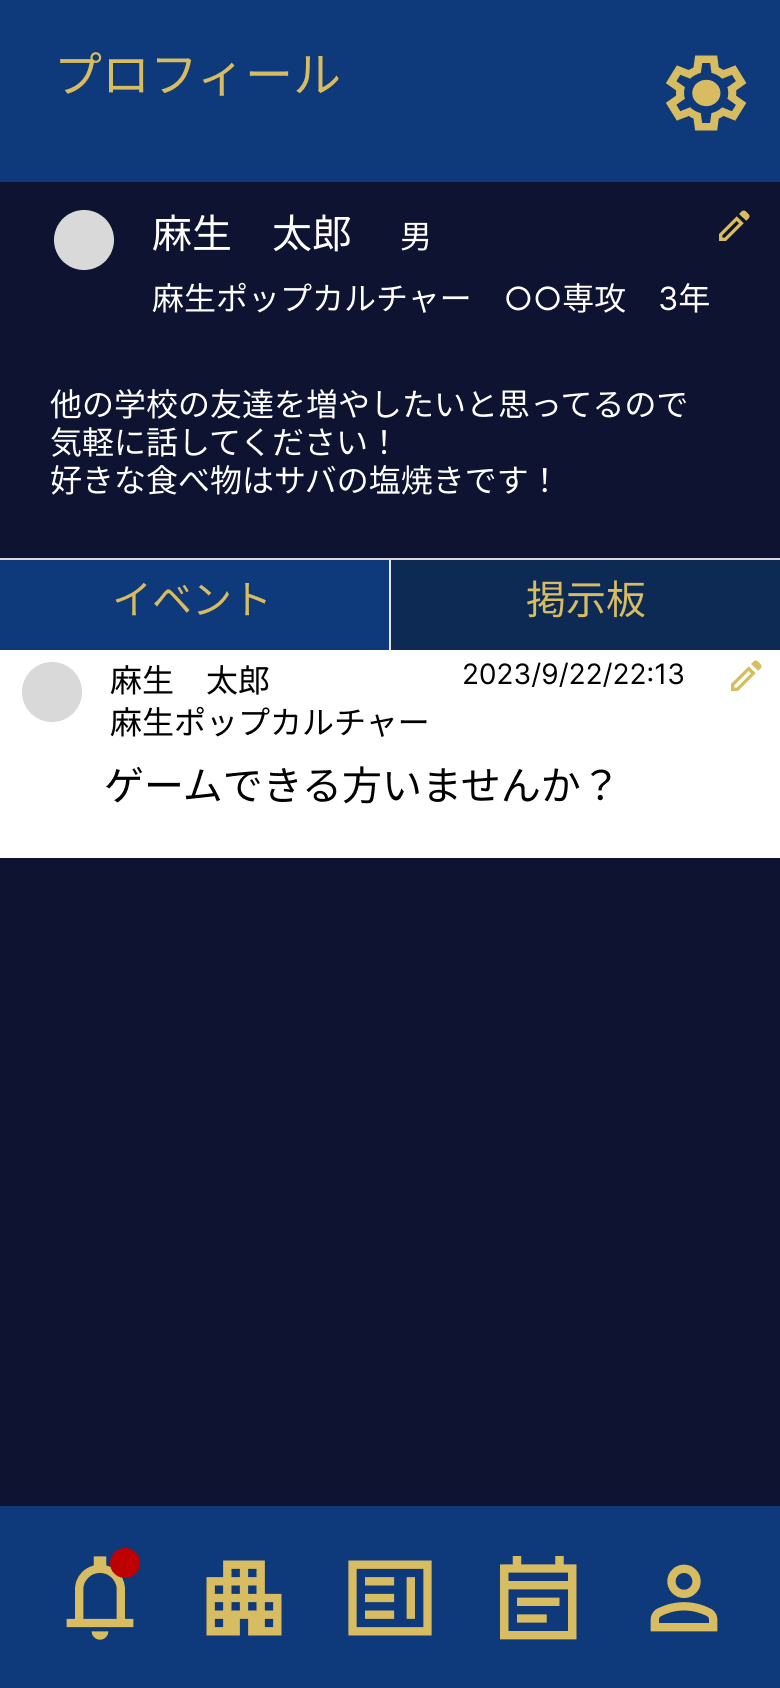 プロフィール
麻生　太郎　男
麻生ポップカルチャー　〇〇専攻　3年
他の学校の友達を増やしたいと思ってるので
気軽に話してください！
好きな食べ物はサバの塩焼きです！
イベント　掲示板
麻生　太郎　2023/9/22/22:13
麻生ポップカルチャー
ゲームできる方いませんか？